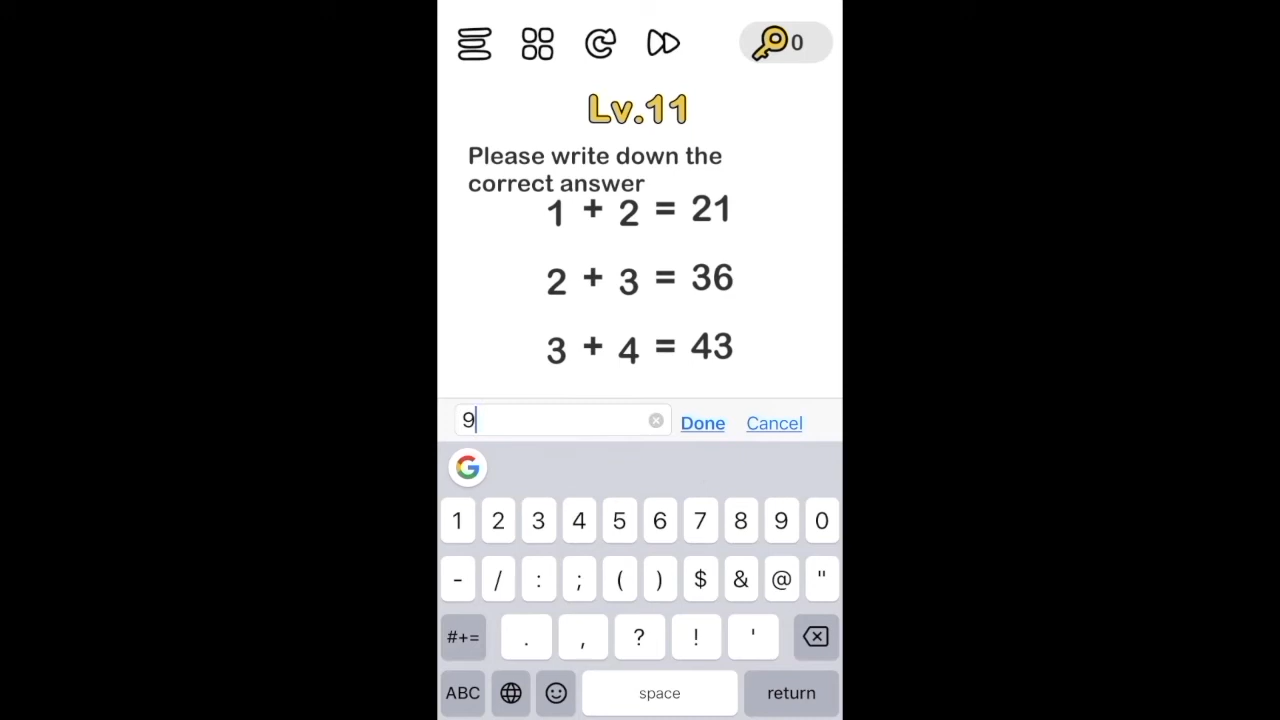 0
Lv.11
Please write down the
correct answer
1 + 2 = 21
2 + 3 = 36
3 + 4 = 43
9 Done Cancel
G
1 2 3 4 5 6 7 8 9 0
- / : ; ( ) $ & @ "
#+= . , ? ! '
ABC space return